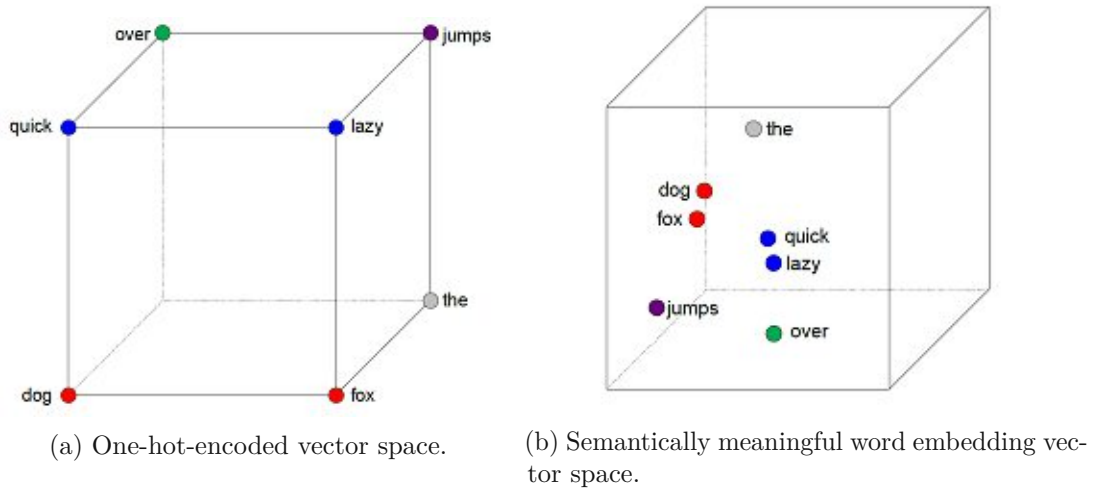 over
jumps
quick
lazy
the
dog
fox
the
dog
fox
quick
lazy
jumps
over
(a) One-hot-encoded vector space.
(b) Semantically meaningful word embedding vec-
tor space.